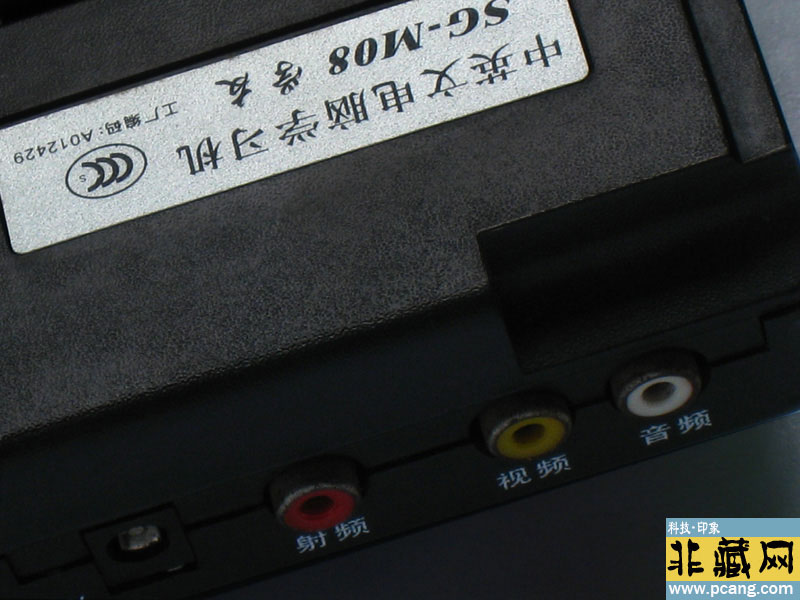 SG-M08 学友
中英文电脑学习机
工厂编码:A012429
S
射频
视频
音频
科技·印象
非藏网
www.pcang.com